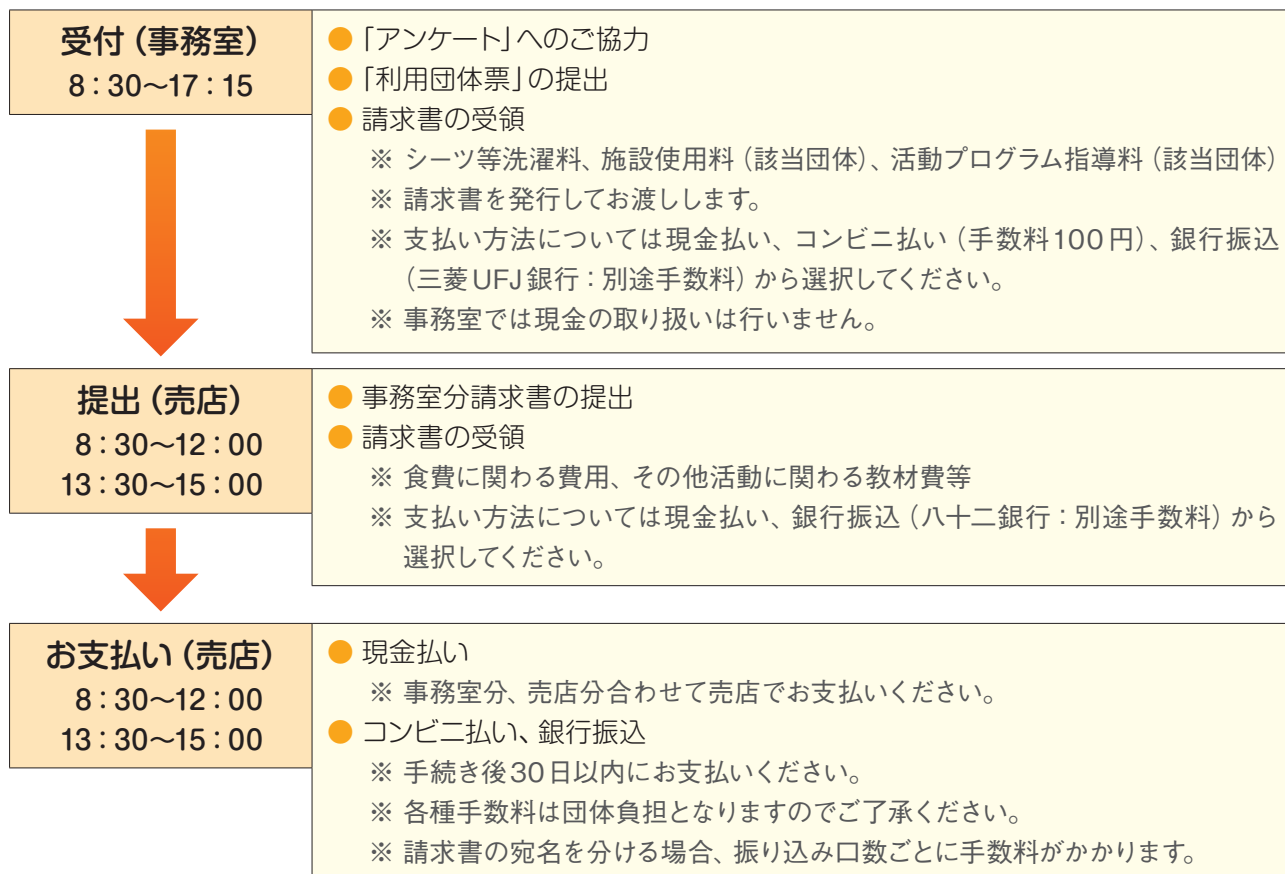 受付（事務室）
8：30～17：15
●「アンケート」へのご協力
●「利用団体票」の提出
● 請求書の受領
※ シーツ等洗濯料、施設使用料（該当団体）、活動プログラム指導料（該当団体）
※ 請求書を発行してお渡しします。
※ 支払い方法については現金払い、コンビニ払い（手数料100円）、銀行振込
（三菱UFJ銀行：別途手数料）から選択してください。
※ 事務室では現金の取り扱いは行いません。
提出（売店）
8：30～12：00
13：30～15：00
● 事務室分請求書の提出
● 請求書の受領
※ 食費に関わる費用、その他活動に関わる教材費等
※ 支払い方法については現金払い、銀行振込（八十二銀行：別途手数料）から
選択してください。
お支払い（売店）
8：30～12：00
13：30～15：00
● 現金払い
※ 事務室分、売店分合わせて売店でお支払いください。
● コンビニ払い、銀行振込
※ 手続き後30日以内にお支払いください。
※ 各種手数料は団体負担となりますのでご了承ください。
※ 請求書の宛名を分ける場合、振り込み口数ごとに手数料がかかります。